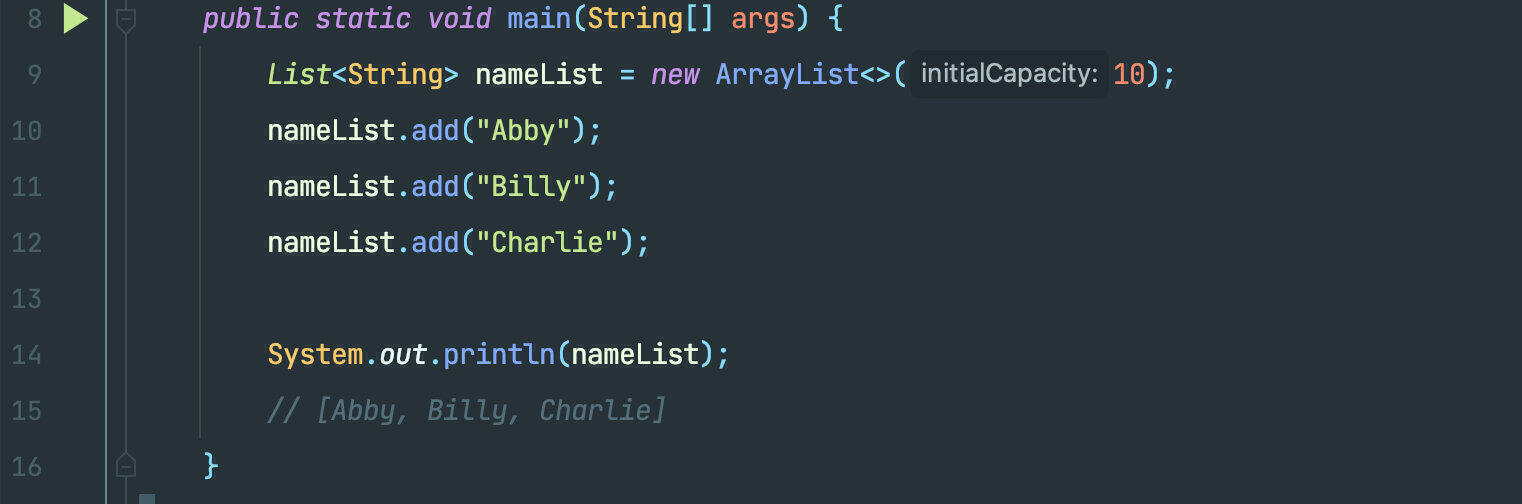 8 public static void main(String[] args) {
9 List<String> nameList = new ArrayList<>( initialCapacity: 10);
10 nameList.add("Abby");
11 nameList.add("Billy");
12 nameList.add("Charlie");
13
14 System.out.println(nameList);
15 // [Abby, Billy, Charlie]
16 }